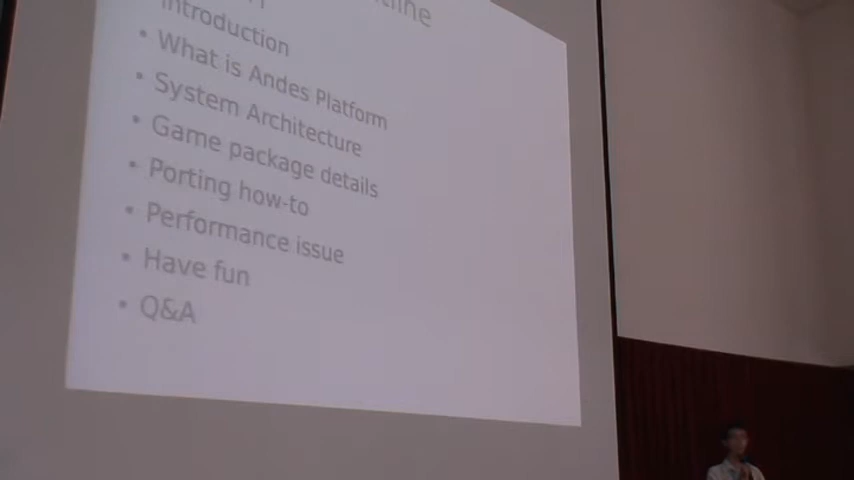 Introduction
• What is Andes Platform
• System Architecture
• Game package details
• Porting how-to
• Performance issue
• Have fun
• Q&A